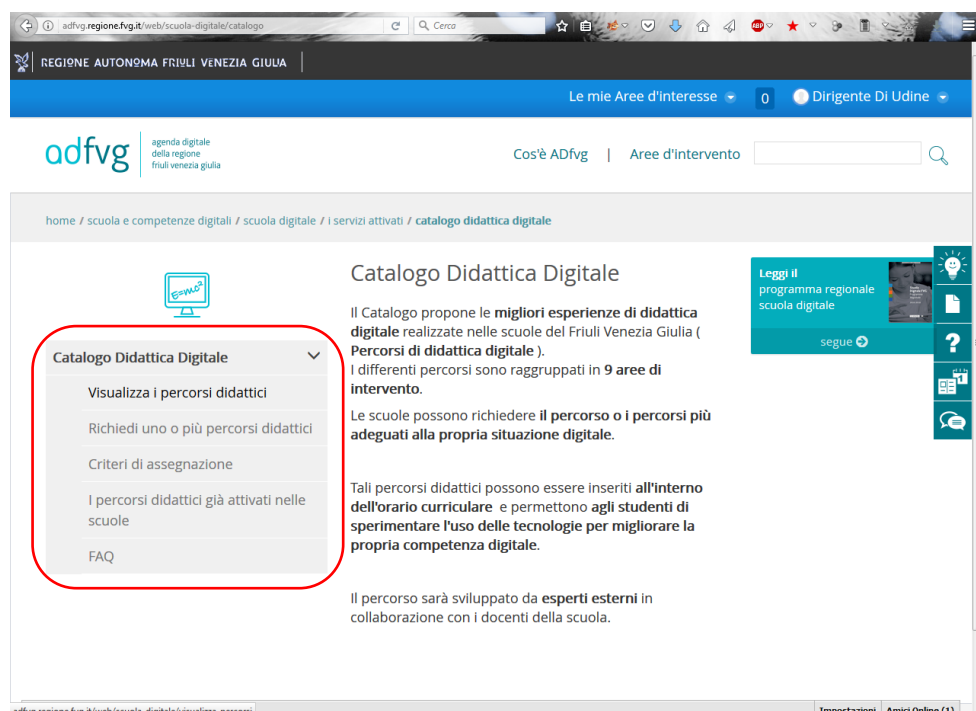 adfvg.regione.fvg.it/web/scuola-digitale/catalogo
Cerca
ABP
REGIONE AUTONOMA FRIULI VENEZIA GIULIA
Le mie Aree d'interesse
0
Dirigente Di Udine
adfvg
agenda digitale
della regione
friuli venezia giulia
Cos'è ADfvg | Aree d'intervento
home / scuola e competenze digitali / scuola digitale / i servizi attivati / catalogo didattica digitale
E=mc²
Catalogo Didattica Digitale
Visualizza i percorsi didattici
Richiedi uno o più percorsi didattici
Criteri di assegnazione
I percorsi didattici già attivati nelle
scuole
FAQ
Catalogo Didattica Digitale
Il Catalogo propone le migliori esperienze di didattica
digitale realizzate nelle scuole del Friuli Venezia Giulia (
Percorsi di didattica digitale ).
I differenti percorsi sono raggruppati in 9 aree di
intervento.
Le scuole possono richiedere il percorso o i percorsi più
adeguati alla propria situazione digitale.
Tali percorsi didattici possono essere inseriti all'interno
dell'orario curriculare e permettono agli studenti di
sperimentare l'uso delle tecnologie per migliorare la
propria competenza digitale.
Il percorso sarà sviluppato da esperti esterni in
collaborazione con i docenti della scuola.
Leggi il
programma regionale
scuola digitale
segue
?
1
Impostazioni
Amici Online (1)